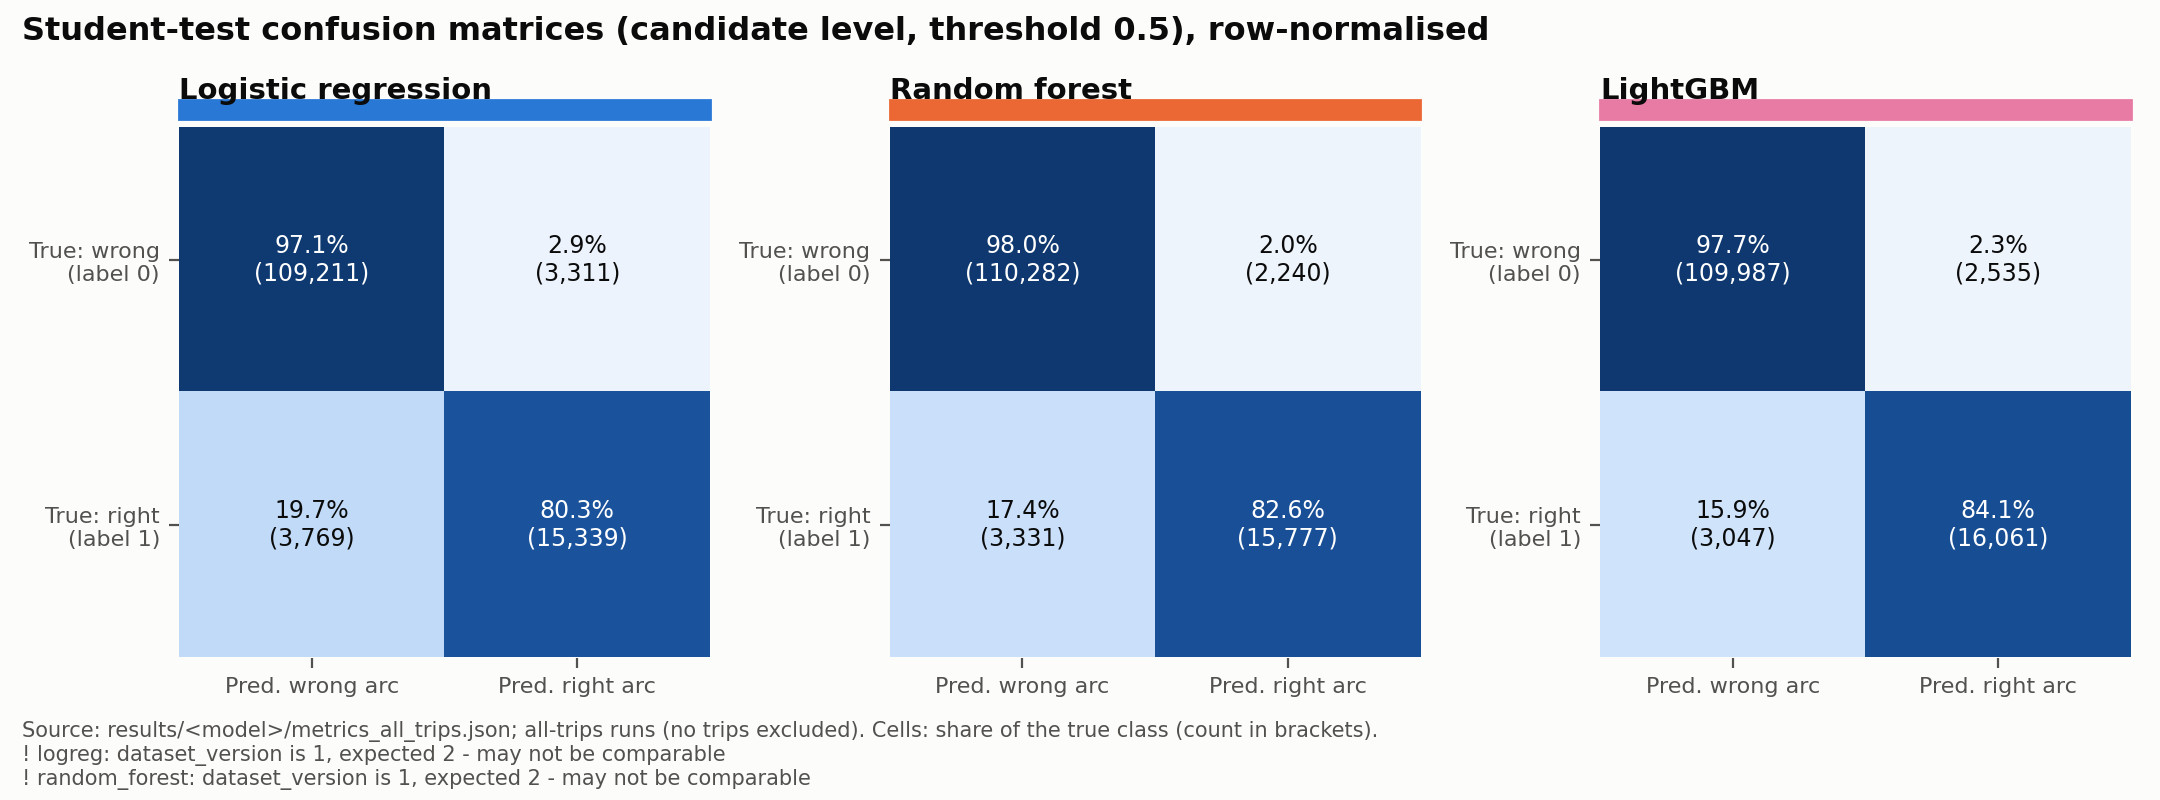 Student-test confusion matrices (candidate level, threshold 0.5), row-normalised
Logistic regression
True: wrong
(label 0)
97.1%
(109,211)
2.9%
(3,311)
True: right
(label 1)
19.7%
(3,769)
80.3%
(15,339)
Pred. wrong arc
Pred. right arc
Random forest
True: wrong
(label 0)
98.0%
(110,282)
2.0%
(2,240)
True: right
(label 1)
17.4%
(3,331)
82.6%
(15,777)
Pred. wrong arc
Pred. right arc
LightGBM
True: wrong
(label 0)
97.7%
(109,987)
2.3%
(2,535)
True: right
(label 1)
15.9%
(3,047)
84.1%
(16,061)
Pred. wrong arc
Pred. right arc
Source: results/<model>/metrics_all_trips.json; all-trips runs (no trips excluded). Cells: share of the true class (count in brackets).
! logreg: dataset_version is 1, expected 2 - may not be comparable
! random_forest: dataset_version is 1, expected 2 - may not be comparable